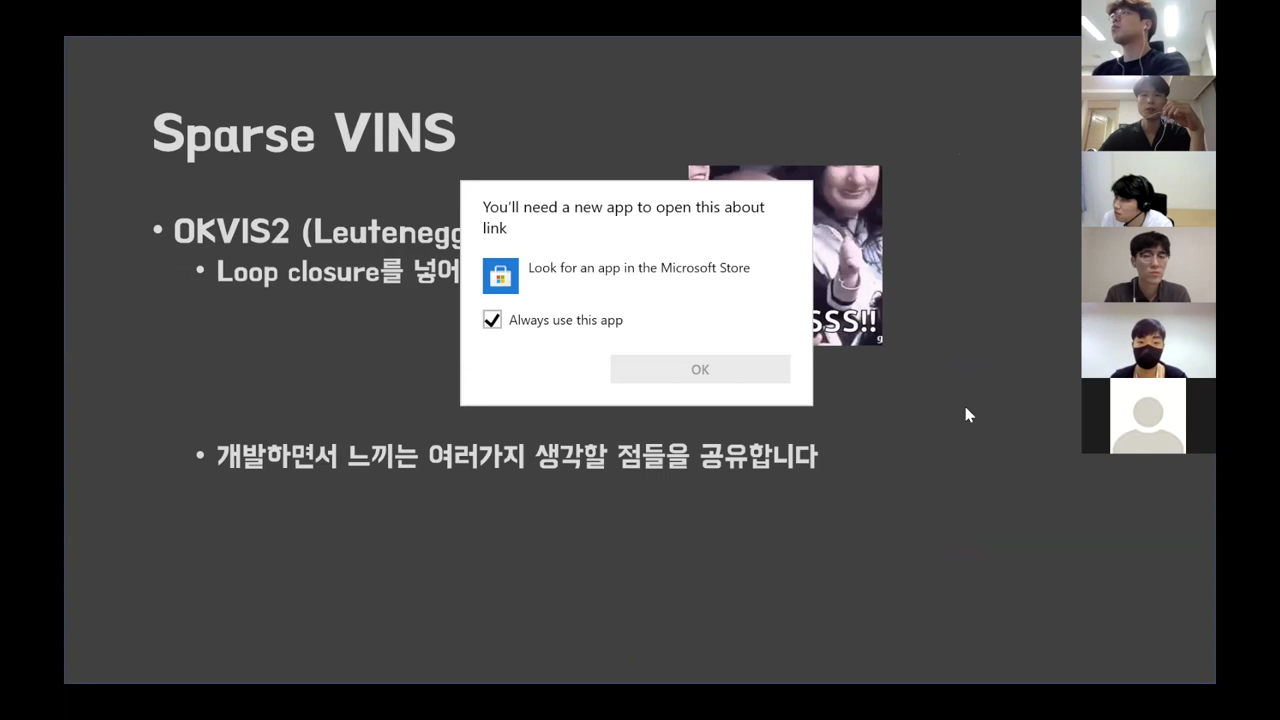 Sparse VINS
• OKVIS2 (Leutenegg
• Loop closure를 넣어
You'll need a new app to open this about
link
Look for an app in the Microsoft Store
Always use this app
OK
SSS!!
• 개발하면서 느끼는 여러가지 생각할 점들을 공유합니다